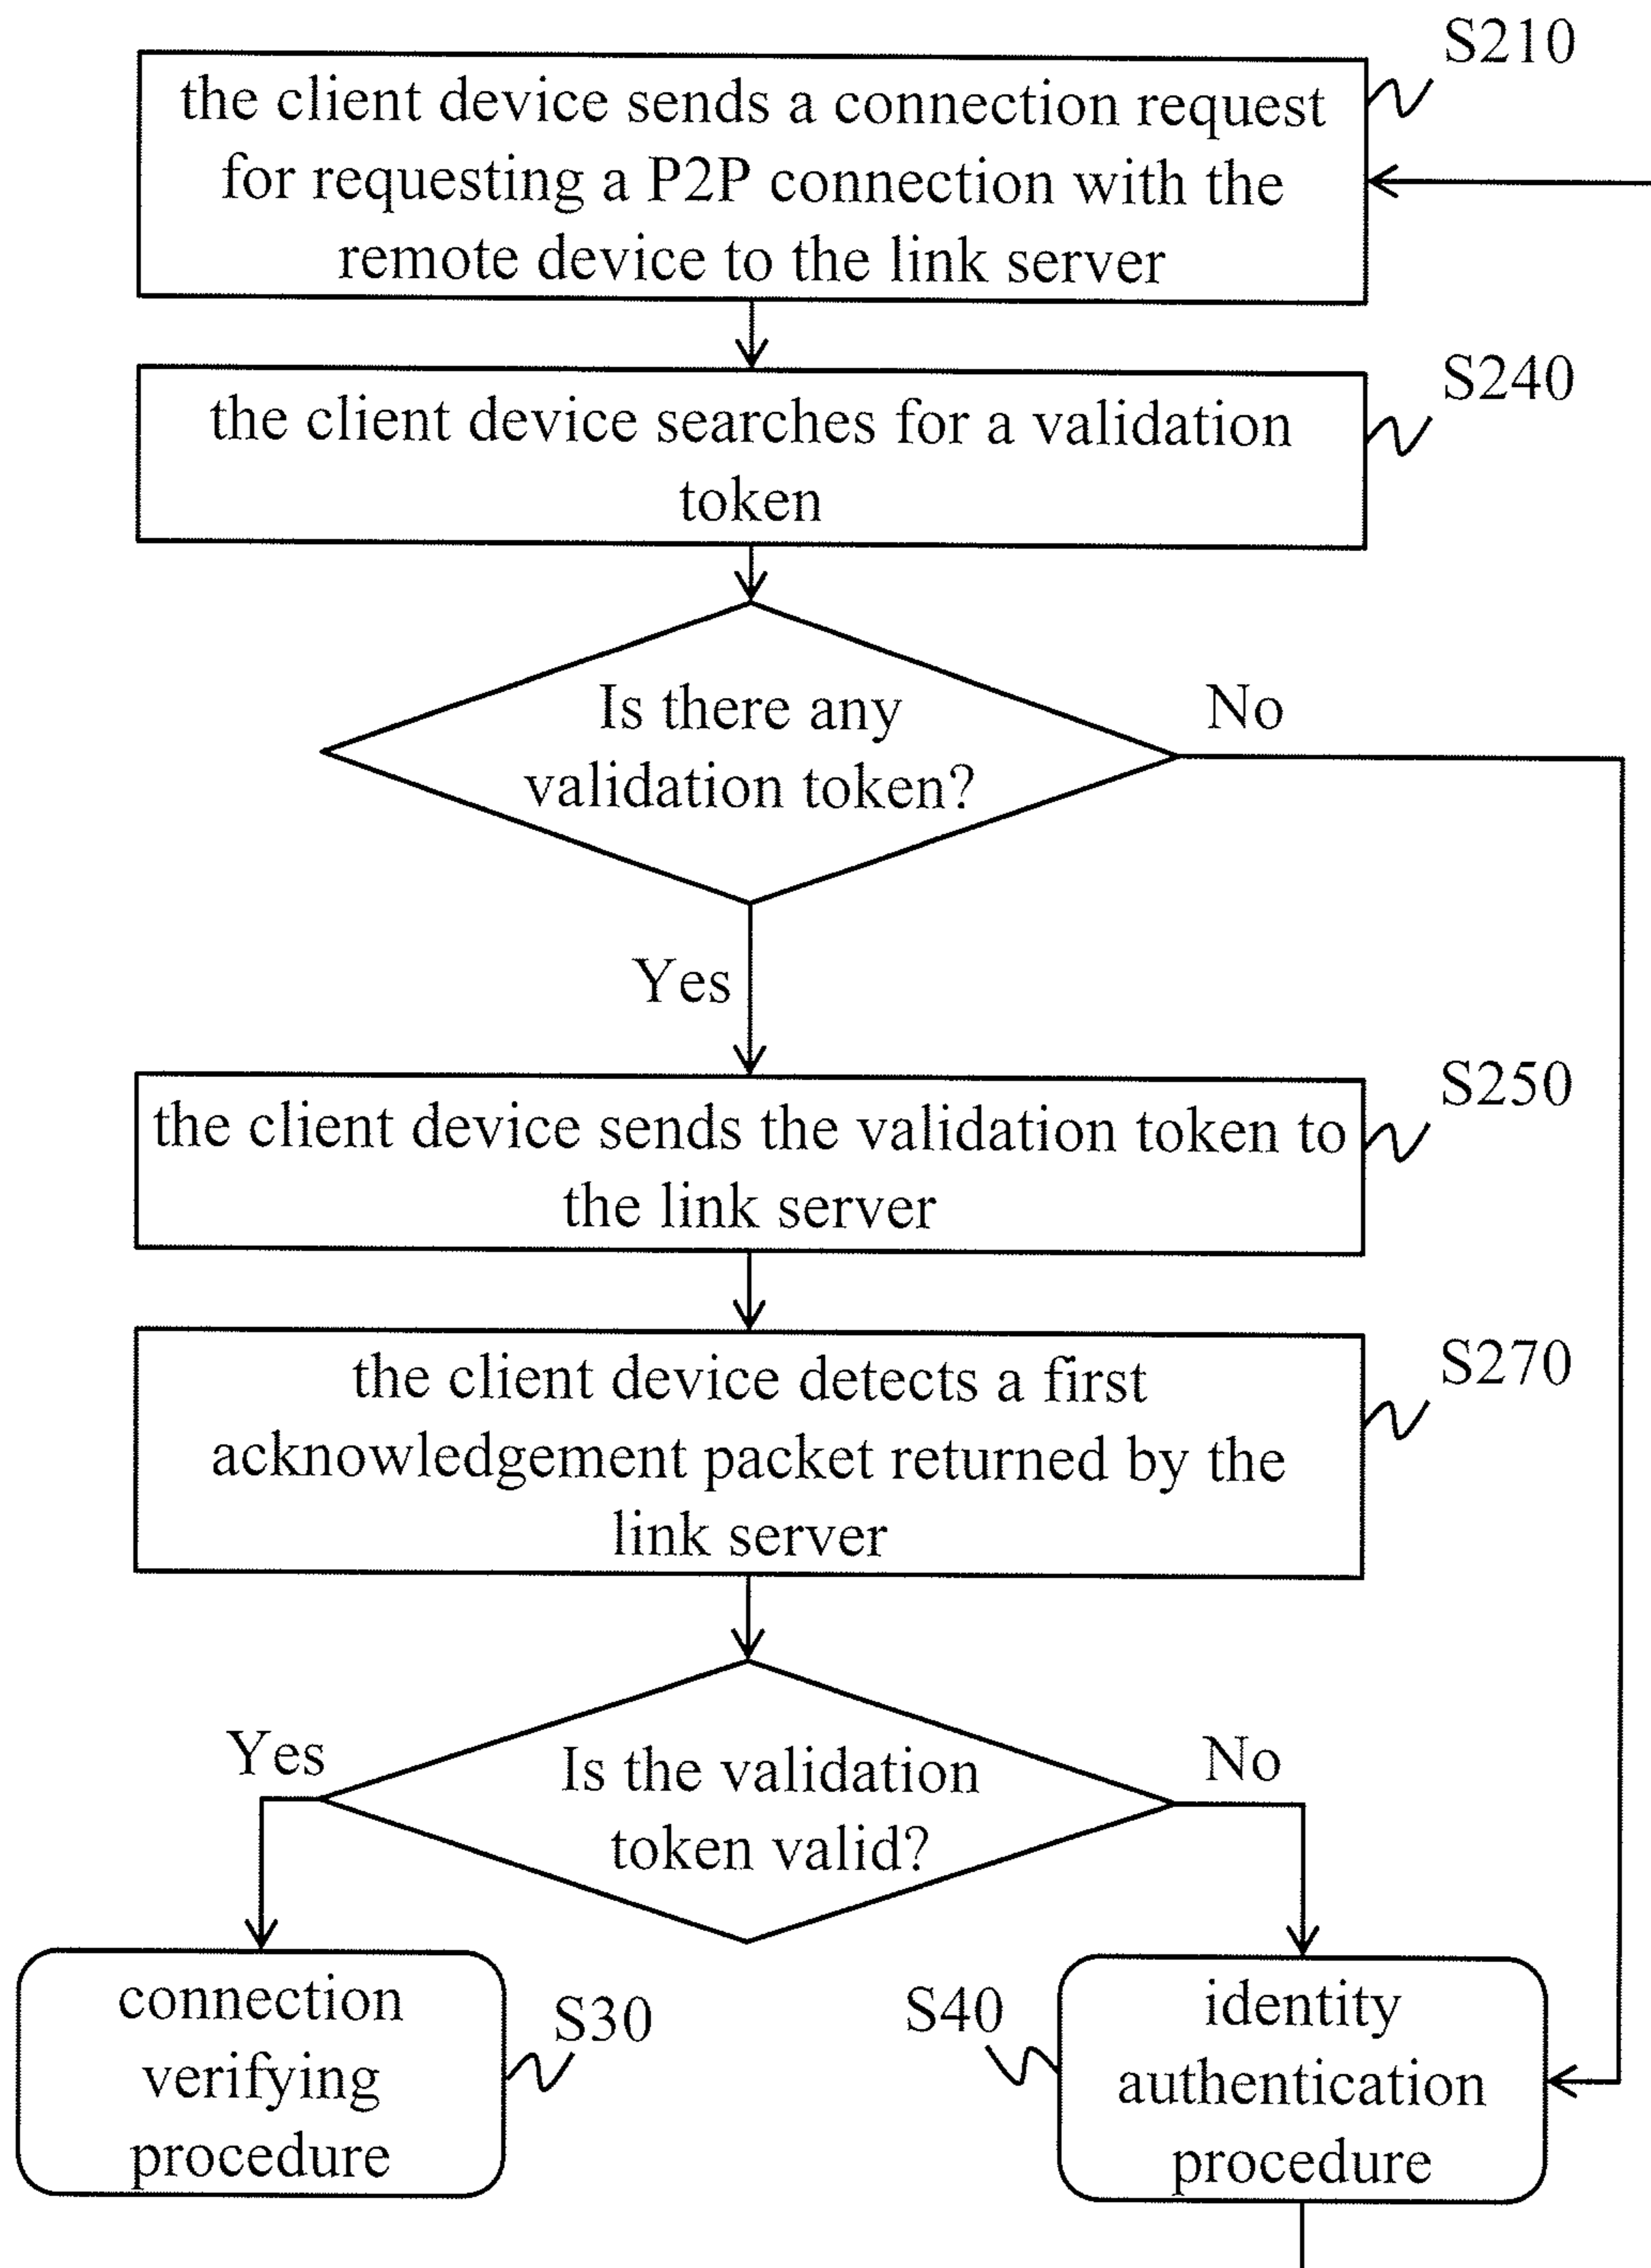 S210
the client device sends a connection request
for requesting a P2P connection with the
remote device to the link server
S240
the client device searches for a validation
token
Is there any
validation token?
No
Yes
S250
the client device sends the validation token to
the link server
S270
the client device detects a first
acknowledgement packet returned by the
link server
Yes
Is the validation
token valid?
No
connection
verifying
procedure
S30
S40
identity
authentication
procedure